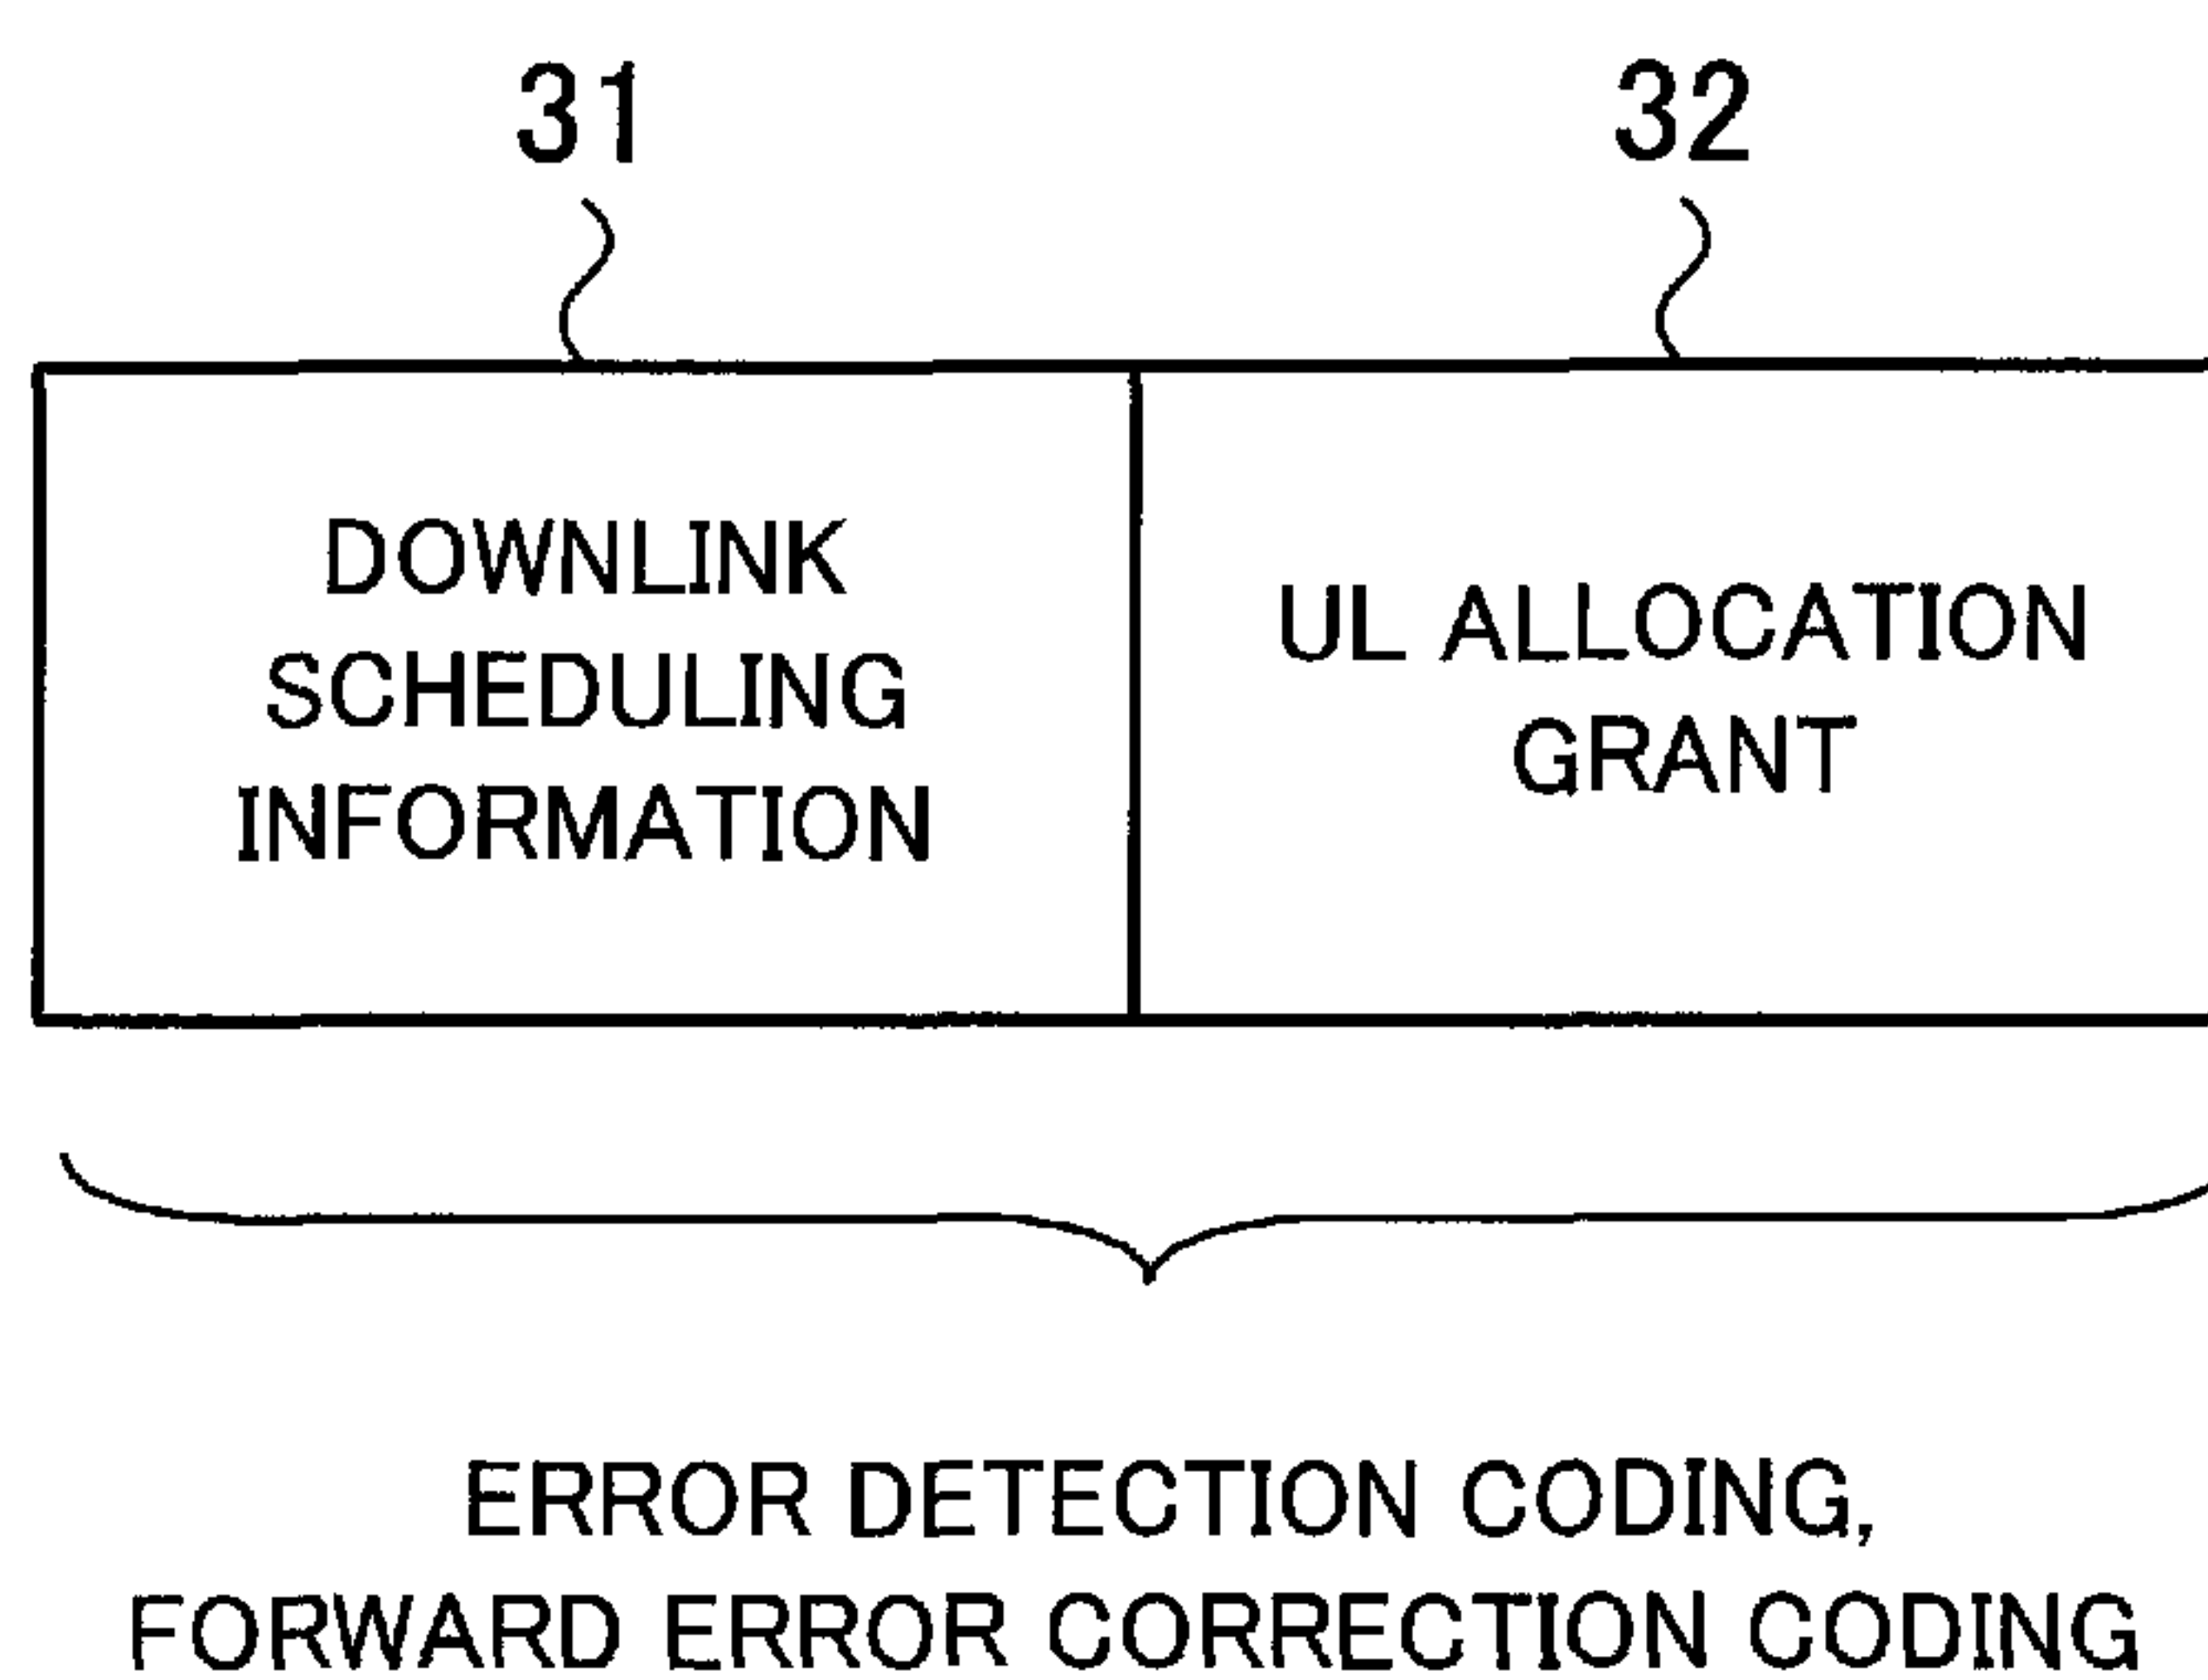 31 32
DOWNLINK
SCHEDULING
INFORMATION
UL ALLOCATION
GRANT
ERROR DETECTION CODING,
FORWARD ERROR CORRECTION CODING